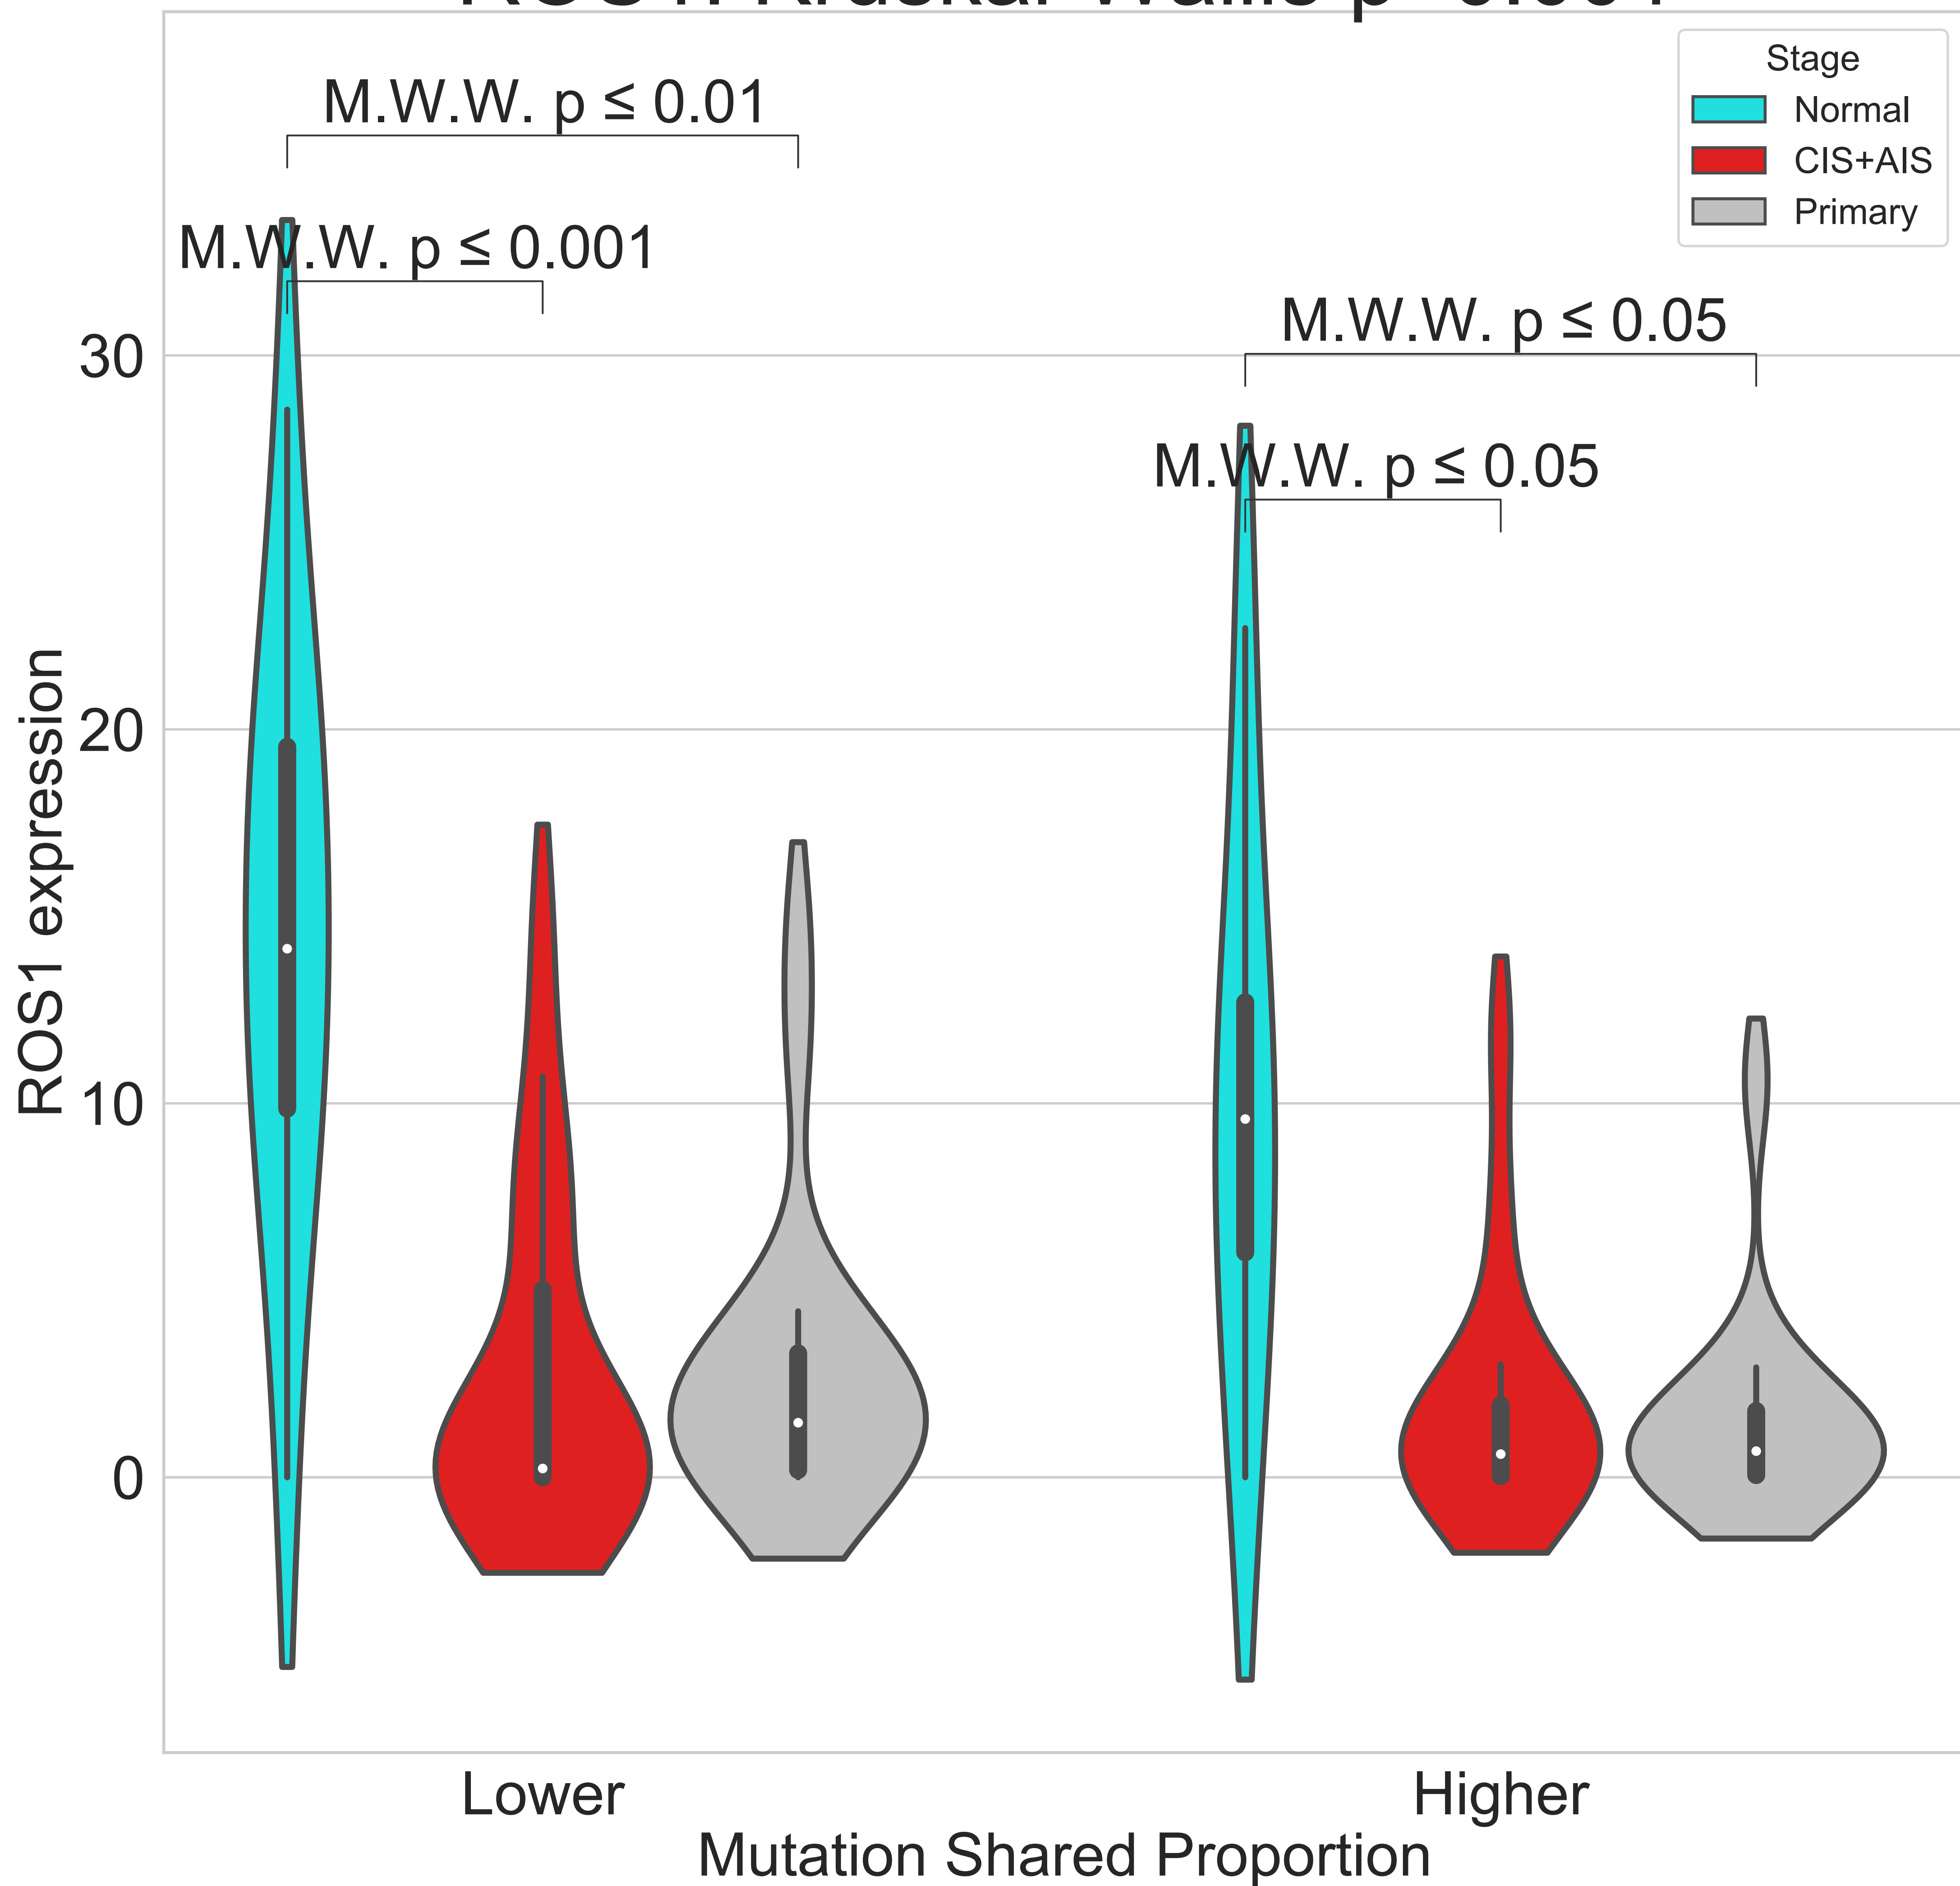 M.W.W. p ≤ 0.01
M.W.W. p ≤ 0.001
M.W.W. p ≤ 0.05
M.W.W. p ≤ 0.05
Stage
Normal
CIS+AIS
Primary
ROS1 expression
30
20
10
0
Lower
Higher
Mutation Shared Proportion